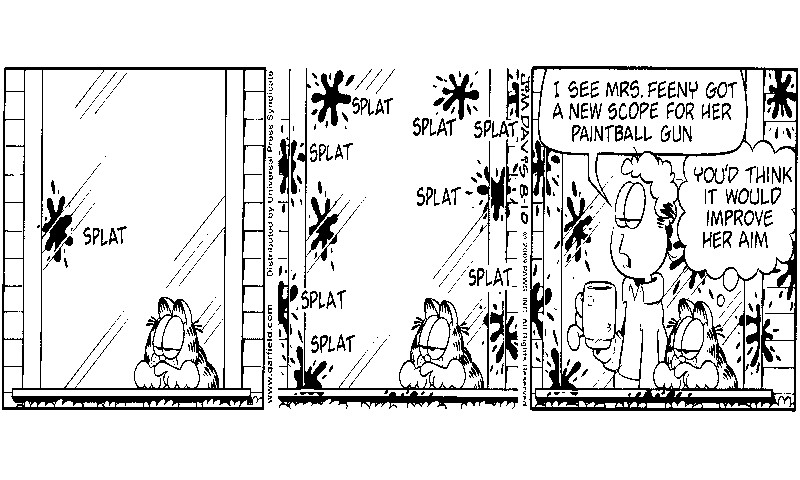 SPLAT
www.garfield.com
Distributed by Universal Press Syndicate
SPLAT
SPLAT
SPLAT
SPLAT
SPLAT
SPLAT
SPLAT
SPLAT
JIM DAVIS 8-10
© 2009 PAWS, INC. All Rights Reserved.
I SEE MRS. FEENY GOT
A NEW SCOPE FOR HER
PAINTBALL GUN
YOU'D THINK
IT WOULD
IMPROVE
HER AIM